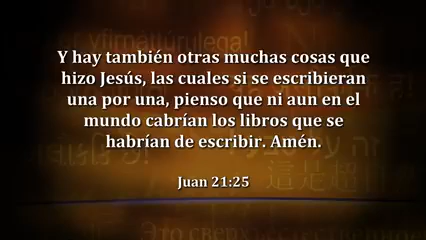 Y hay también otras muchas cosas que
hizo Jesús, las cuales si se escribieran
una por una, pienso que ni aun en el
mundo cabrían los libros que se
habrían de escribir. Amén.
Juan 21:25